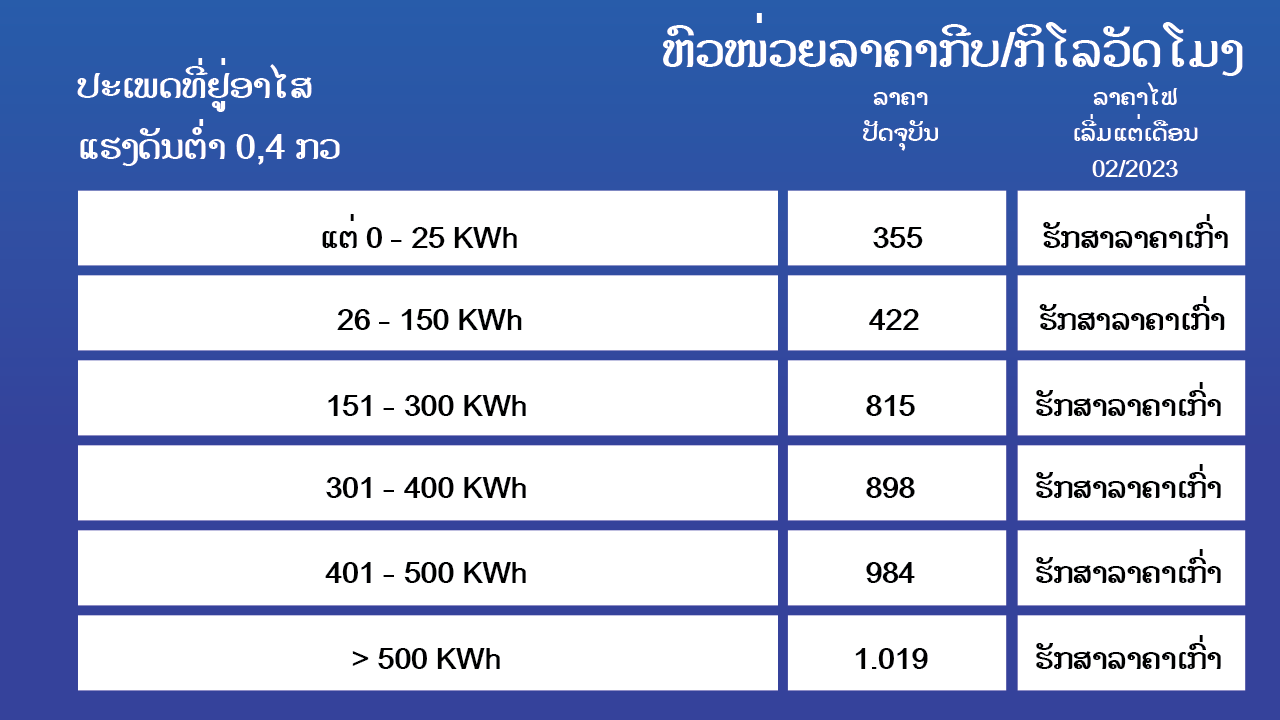 ຫົວໜ່ວຍລາຄາກີບ/ກິໂລວັດໂມງ
ປະເພດທີ່ຢູ່ອາໄສ
ແຮງດັນຕ່ຳ 0,4 ກວ
ລາຄາ
ປັດຈຸບັນ
ລາຄາໄຟ
ເລີ່ມແຕ່ເດືອນ
02/2023
ແຕ່ 0 - 25 KWh 355 ຮັກສາລາຄາເກົ່າ
26 - 150 KWh 422 ຮັກສາລາຄາເກົ່າ
151 - 300 KWh 815 ຮັກສາລາຄາເກົ່າ
301 - 400 KWh 898 ຮັກສາລາຄາເກົ່າ
401 - 500 KWh 984 ຮັກສາລາຄາເກົ່າ
> 500 KWh 1.019 ຮັກສາລາຄາເກົ່າ